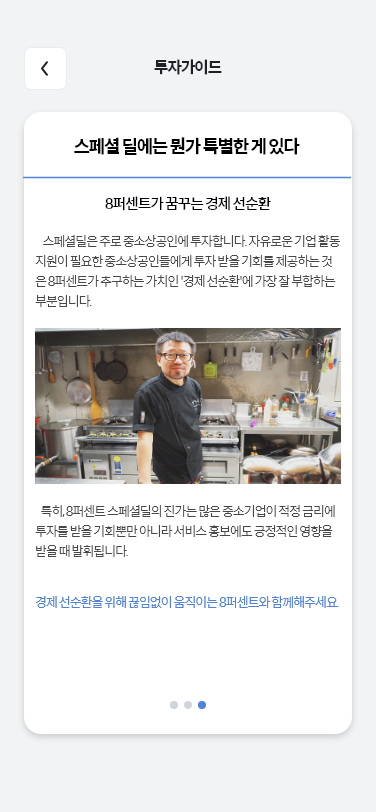 투자가이드
스페셜 딜에는 뭔가 특별한 게 있다
8퍼센트가 꿈꾸는 경제 선순환
스페셜딜은 주로 중소상공인에 투자합니다. 자유로운 기업 활동
지원이 필요한 중소상공인들에게 투자 받을 기회를 제공하는 것
은 8퍼센트가 추구하는 가치인 '경제 선순환'에 가장 잘 부합하는
부분입니다.
특히, 8퍼센트 스페셜딜의 진가는 많은 중소기업이 적정 금리에
투자를 받을 기회뿐만 아니라 서비스 홍보에도 긍정적인 영향을
받을 때 발휘됩니다.
경제 선순환을 위해 끊임없이 움직이는 8퍼센트와 함께해주세요.